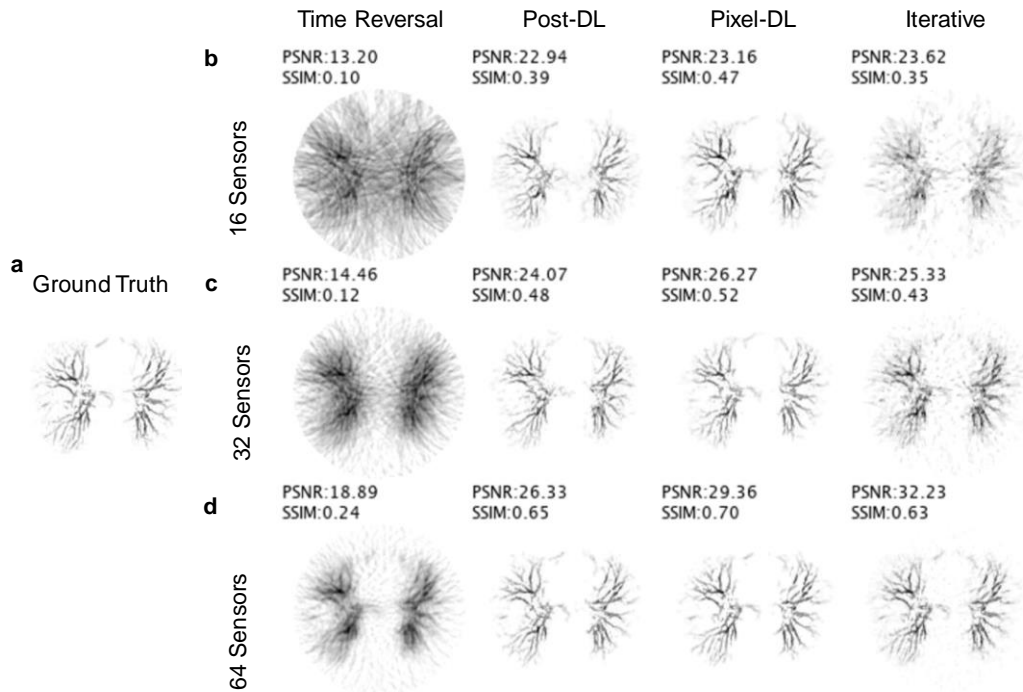 Time Reversal Post-DL Pixel-DL Iterative
b
PSNR:13.20 PSNR:22.94 PSNR:23.16 PSNR:23.62
SSIM:0.10 SSIM:0.39 SSIM:0.47 SSIM:0.35
16 Sensors
a
Ground Truth
c
PSNR:14.46 PSNR:24.07 PSNR:26.27 PSNR:25.33
SSIM:0.12 SSIM:0.48 SSIM:0.52 SSIM:0.43
32 Sensors
d
PSNR:18.89 PSNR:26.33 PSNR:29.36 PSNR:32.23
SSIM:0.24 SSIM:0.65 SSIM:0.70 SSIM:0.63
64 Sensors